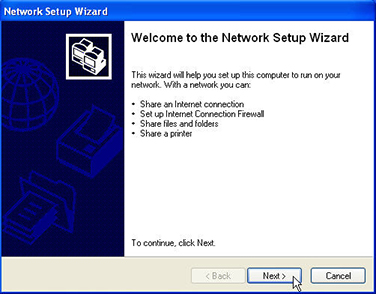 Network Setup Wizard
Welcome to the Network Setup Wizard
This wizard will help you set up this computer to run on your
network. With a network you can:
• Share an Internet connection
• Set up Internet Connection Firewall
• Share files and folders
• Share a printer
To continue, click Next.
< Back Next > Cancel